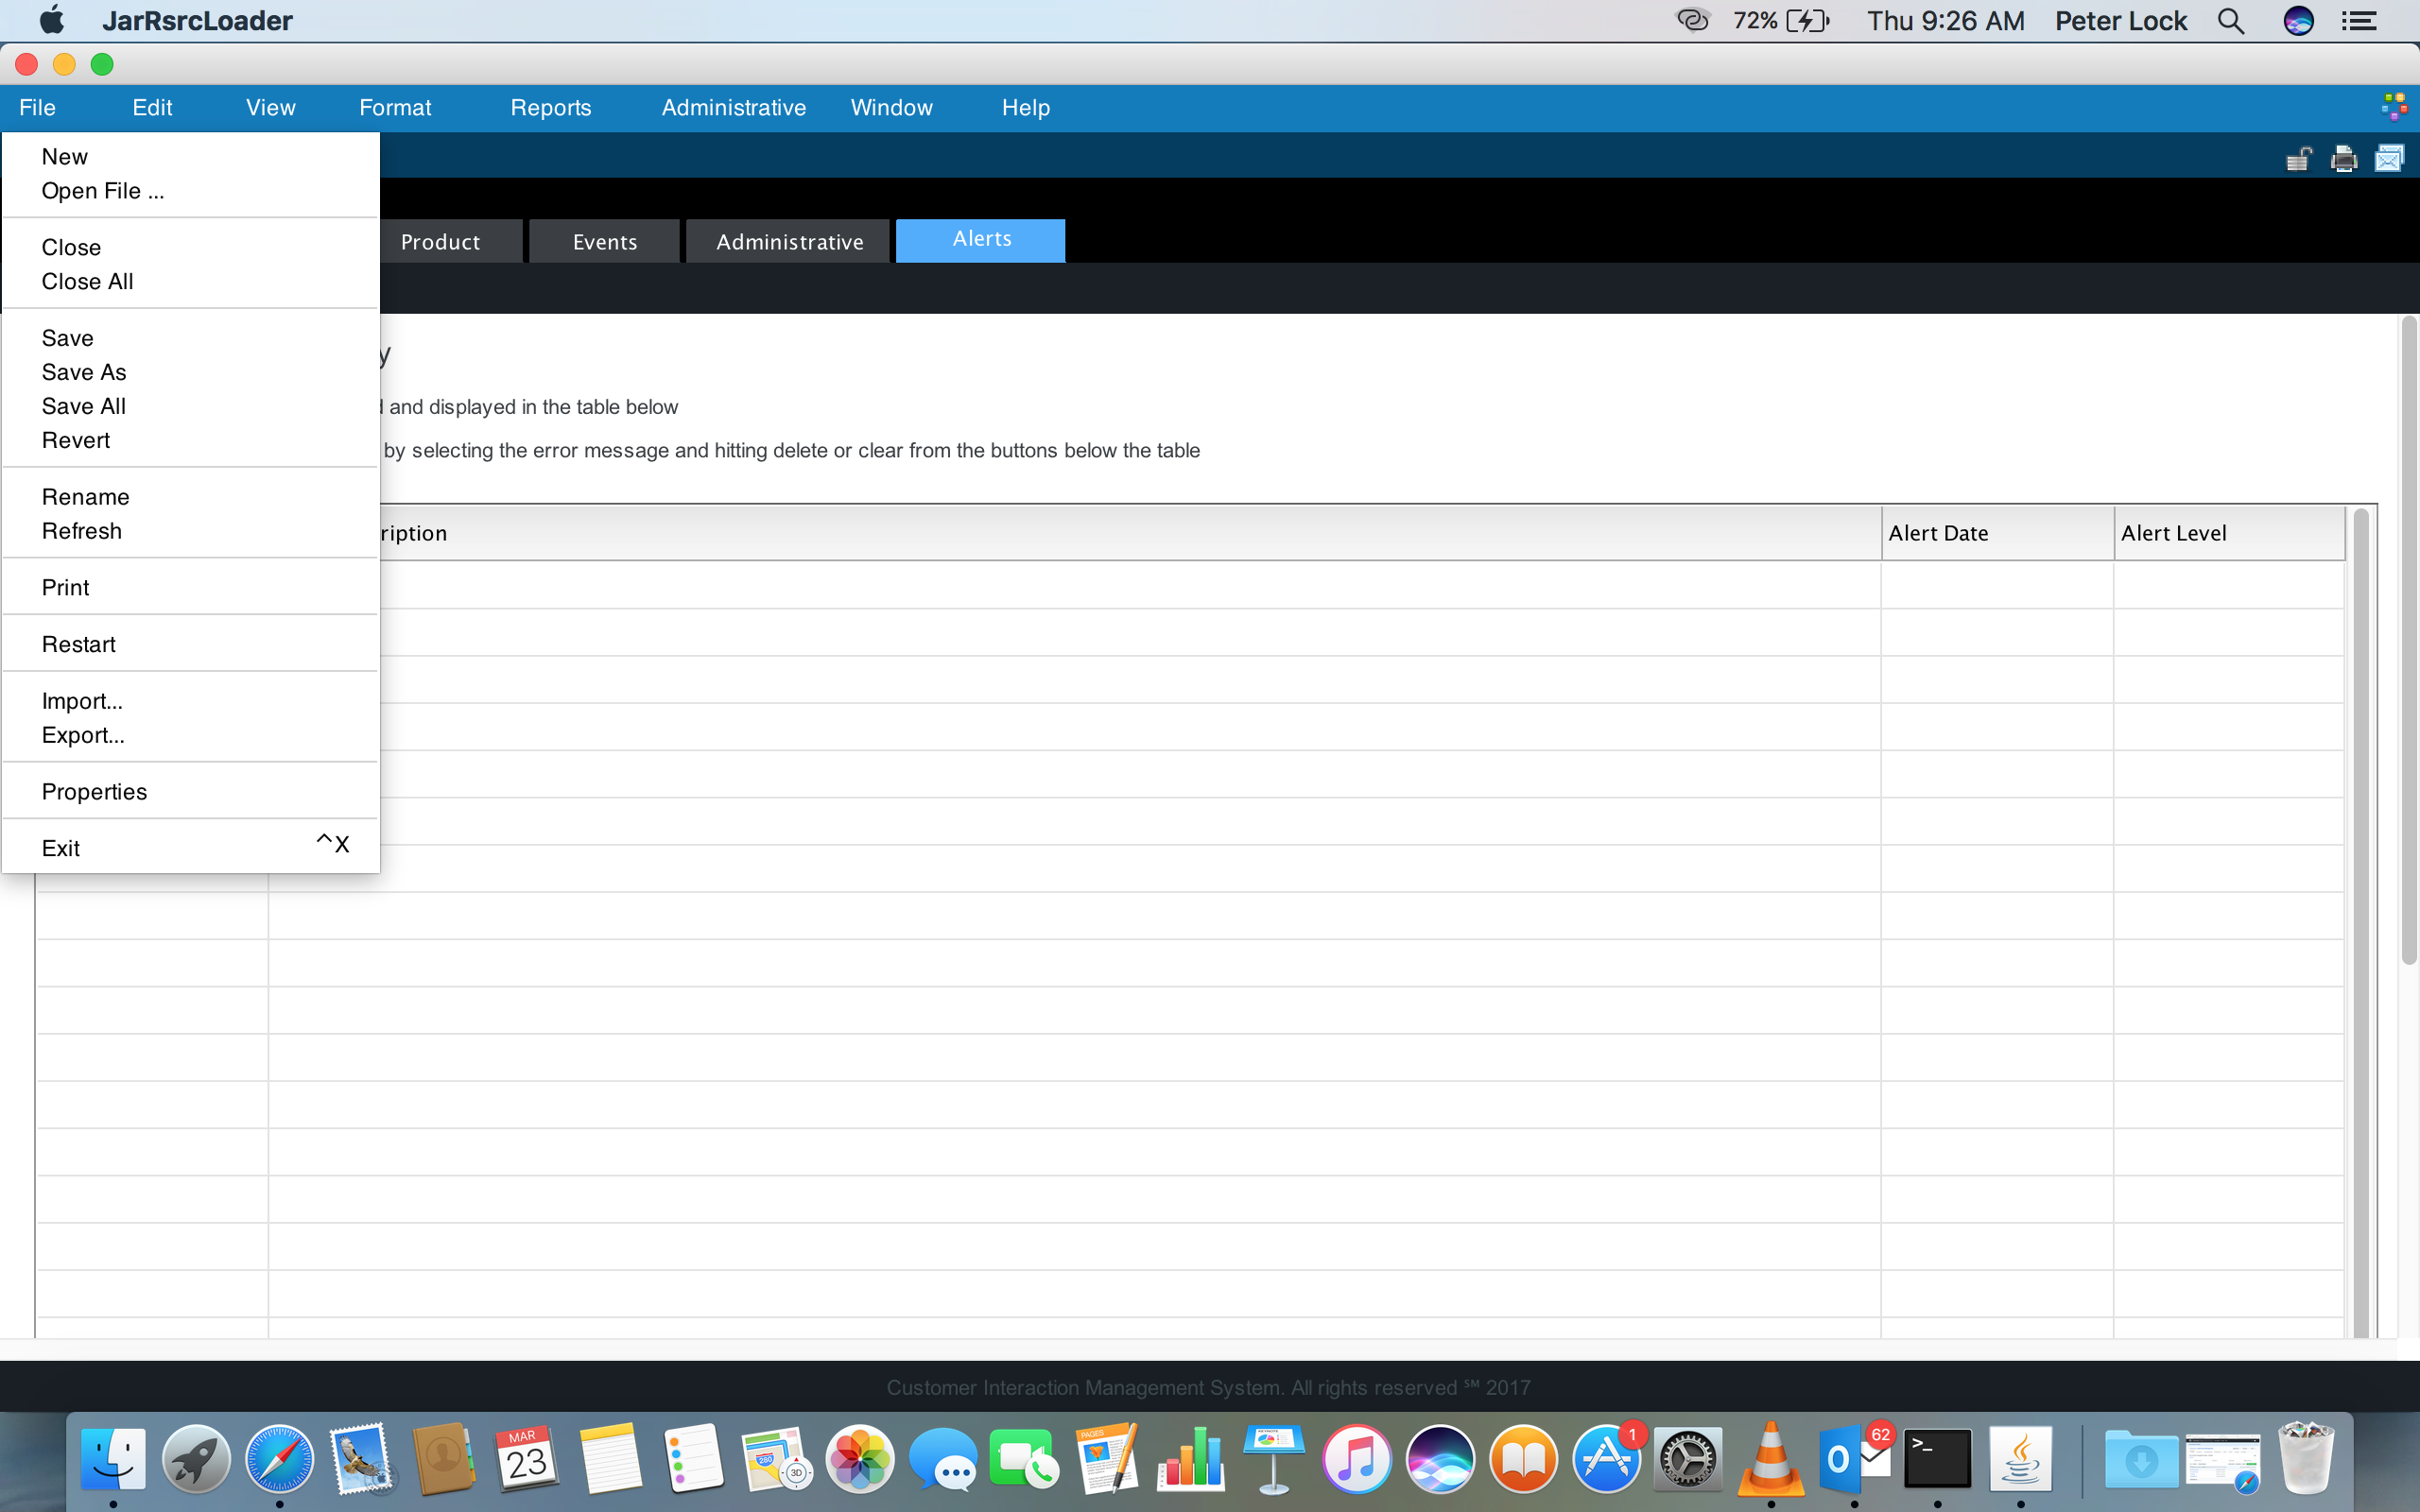 JarRsrcLoader 72% Thu 9:26 AM Peter Lock
File Edit View Format Reports Administrative Window Help
New
Open File ...
Close
Close All
Save
Save As
Save All
Revert
Rename
Refresh
Print
Restart
Import...
Export...
Properties
Exit ^X
Product Events Administrative Alerts
y
and displayed in the table below
by selecting the error message and hitting delete or clear from the buttons below the table
ription Alert Date Alert Level
Customer Interaction Management System. All rights reserved ℠ 2017
MAR
23
280
3D
PAGES
KEYNOTE
1
O
62
>_